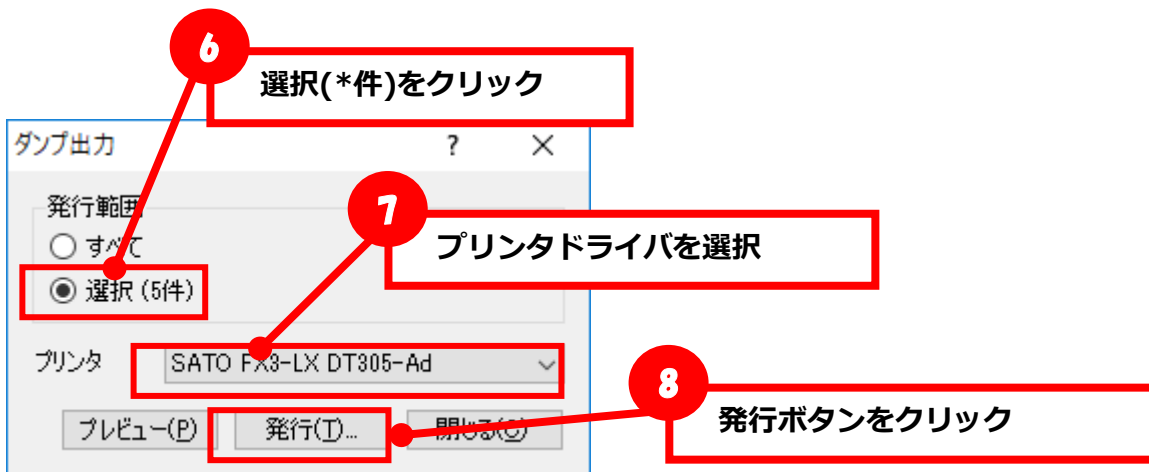 6
選択(*件)をクリック
ダンプ出力 ? ×
発行範囲
7
すべて
プリンタドライバを選択
選択 (5件)
プリンタ SATO FX3-LX DT305-Ad
8
プレビュー(P) 発行(T)... 閉じる(C)
発行ボタンをクリック